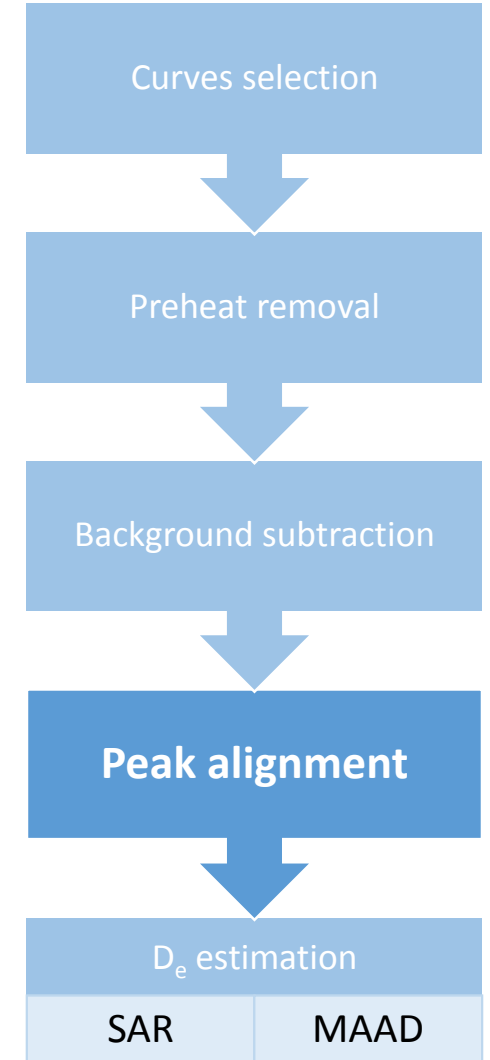 Curves selection
Preheat removal
Background subtraction
Peak alignment
De estimation
SAR MAAD